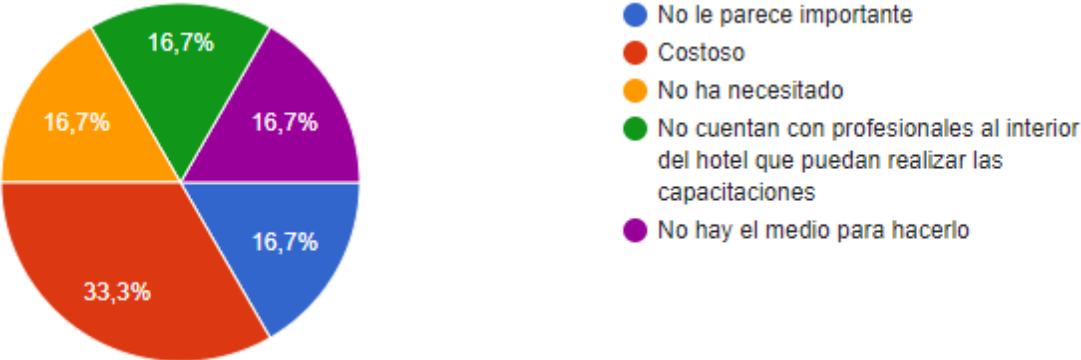 16,7%
16,7%
16,7%
16,7%
33,3%
No le parece importante
Costoso
No ha necesitado
No cuentan con profesionales al interior
del hotel que puedan realizar las
capacitaciones
No hay el medio para hacerlo